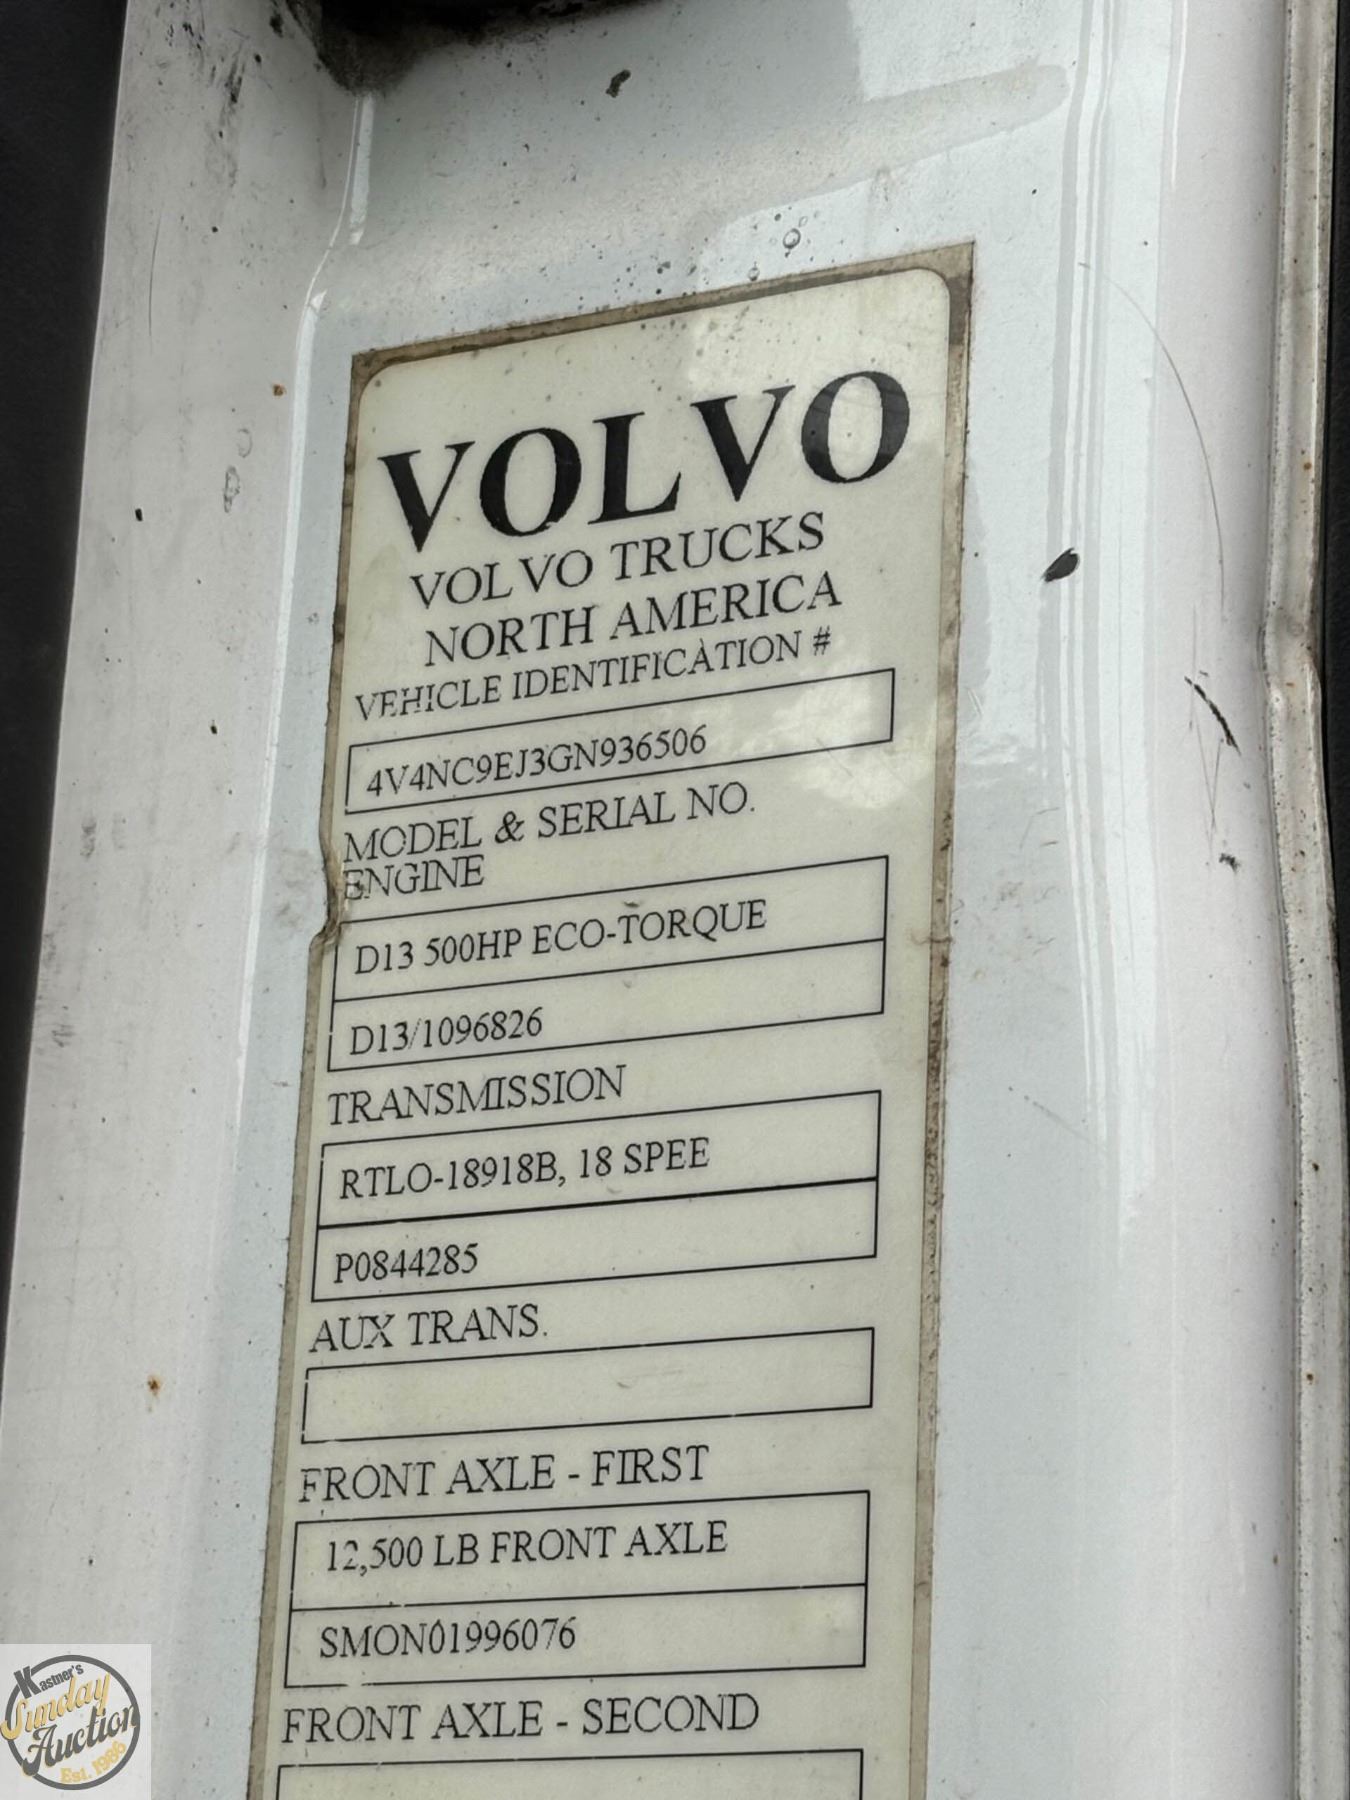 VOLVO
VOLVO TRUCKS
NORTH AMERICA
VEHICLE IDENTIFICATION #
4V4NC9EJ3GN936506
MODEL & SERIAL NO.
ENGINE
D13 500HP ECO-TORQUE
D13/1096826
TRANSMISSION
RTLO-18918B, 18 SPEE
P0844285
AUX TRANS.
FRONT AXLE - FIRST
12,500 LB FRONT AXLE
SMON01996076
FRONT AXLE - SECOND
Kastner's
Sunday
Auction
Est. 1986